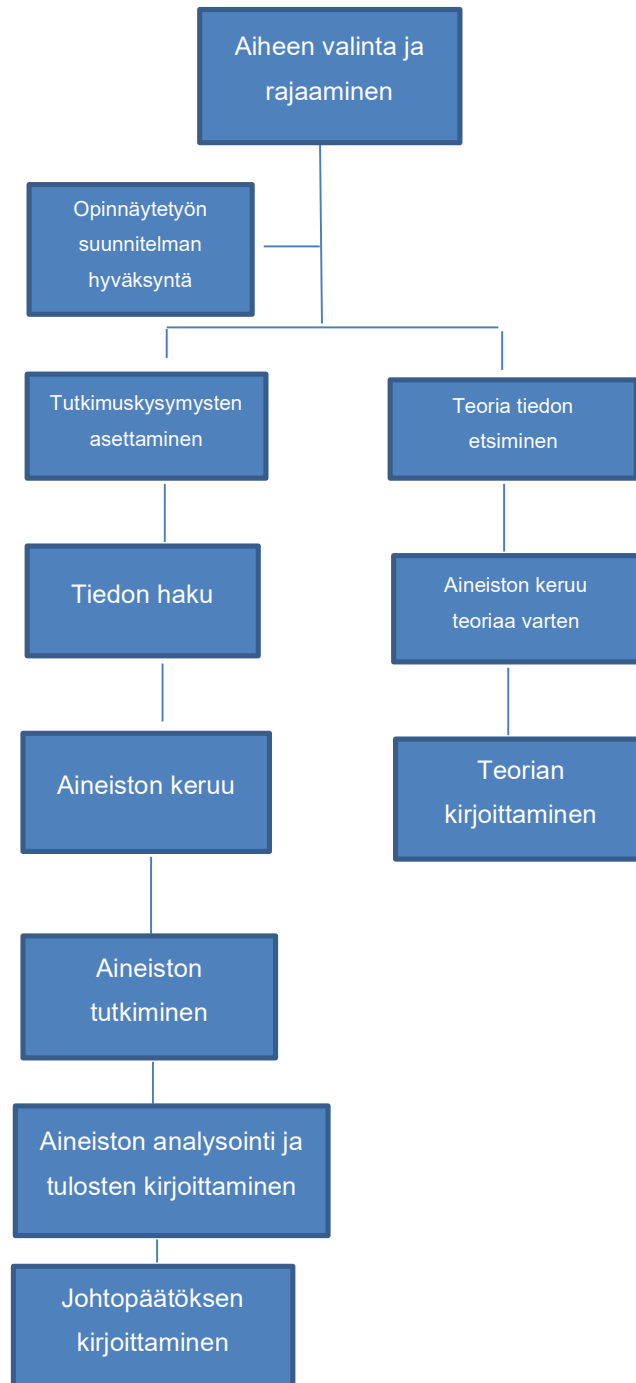 Aiheen valinta ja
rajaaminen
Opinnäytetyön
suunnitelman
hyväksyntä
Tutkimuskysymysten
asettaminen
Teoria tiedon
etsiminen
Tiedon haku
Aineiston keruu
teoriaa varten
Aineiston keruu
Teorian
kirjoittaminen
Aineiston
tutkiminen
Aineiston analysointi ja
tulosten kirjoittaminen
Johtopäätöksen
kirjoittaminen